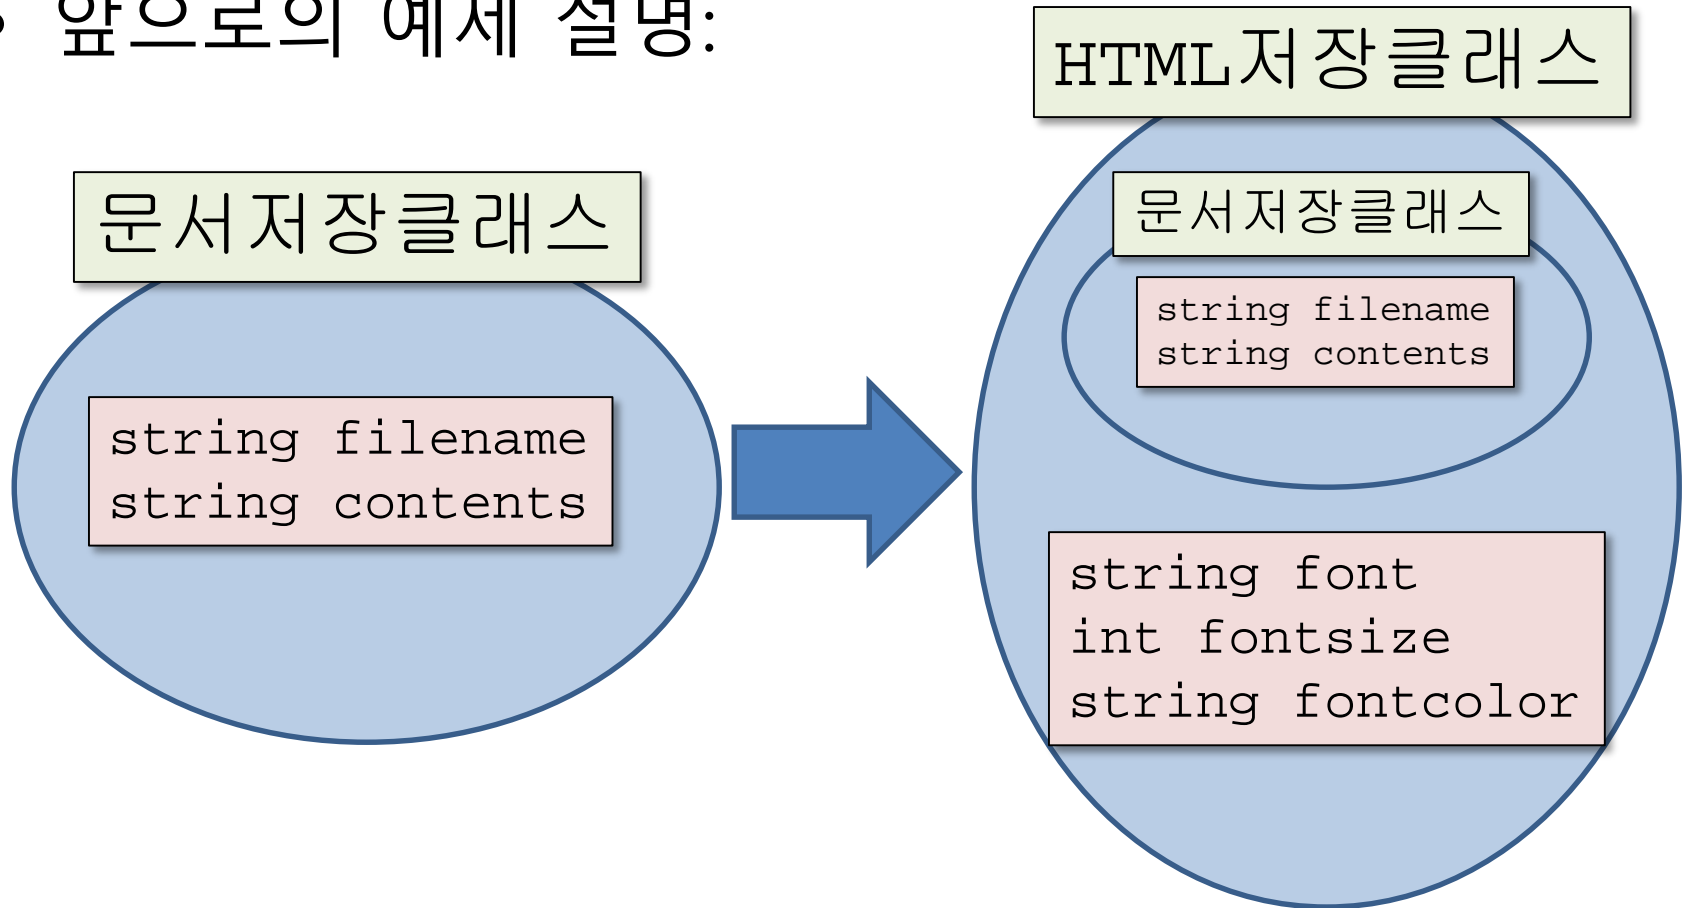 • 앞으로의 예제 설명:
문서저장클래스
string filename
string contents
HTML저장클래스
문서저장클래스
string filename
string contents
string font
int fontsize
string fontcolor